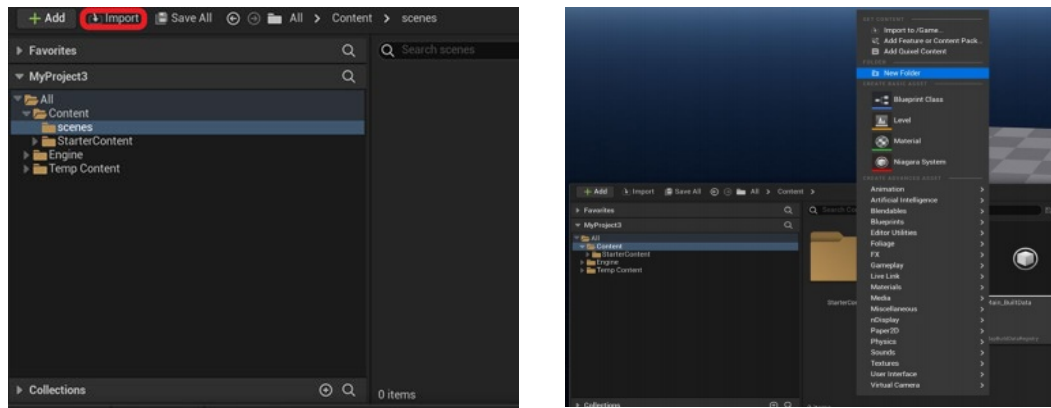 + Add Import Save All All > Content > scenes
Favorites
Search scenes
MyProject3
All
Content
scenes
StarterContent
Engine
Temp Content
Collections
0 items
GET CONTENT
Import to /Game...
Add Feature or Content Pack...
Add Quixel Content
FOLDER
New Folder
CREATE BASIC ASSET
Blueprint Class
Level
Material
Niagara System
CREATE ADVANCED ASSET
Animation
Artificial Intelligence
Blendables
Blueprints
Editor Utilities
Foliage
FX
Gameplay
Live Link
Materials
Media
Miscellaneous
nDisplay
Paper2D
Physics
Sounds
Textures
User Interface
Virtual Camera
+ Add Import Save All All > Content >
Favorites
Search
MyProject3
All
Content
StarterContent
Engine
Temp Content
Collections